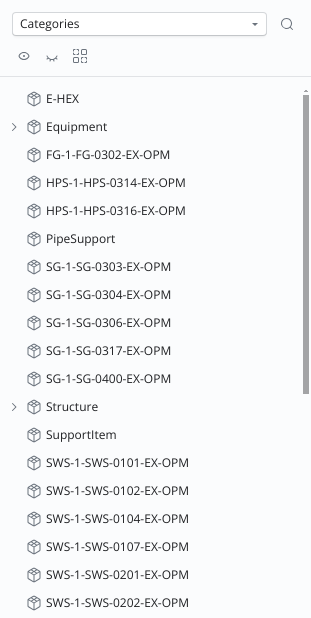 Categories
E-HEX
Equipment
FG-1-FG-0302-EX-OPM
HPS-1-HPS-0314-EX-OPM
HPS-1-HPS-0316-EX-OPM
PipeSupport
SG-1-SG-0303-EX-OPM
SG-1-SG-0304-EX-OPM
SG-1-SG-0306-EX-OPM
SG-1-SG-0317-EX-OPM
SG-1-SG-0400-EX-OPM
Structure
SupportItem
SWS-1-SWS-0101-EX-OPM
SWS-1-SWS-0102-EX-OPM
SWS-1-SWS-0104-EX-OPM
SWS-1-SWS-0107-EX-OPM
SWS-1-SWS-0201-EX-OPM
SWS-1-SWS-0202-EX-OPM